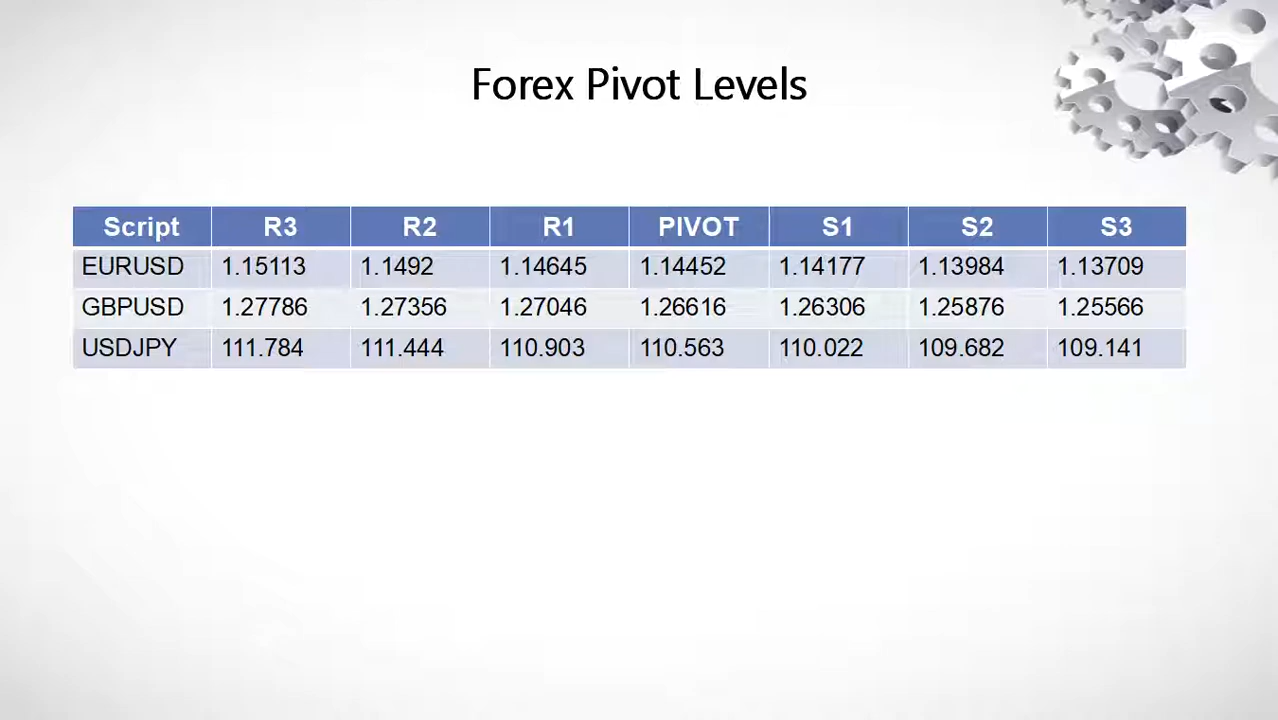 Forex Pivot Levels
Script R3 R2 R1 PIVOT S1 S2 S3
EURUSD 1.15113 1.1492 1.14645 1.14452 1.14177 1.13984 1.13709
GBPUSD 1.27786 1.27356 1.27046 1.26616 1.26306 1.25876 1.25566
USDJPY 111.784 111.444 110.903 110.563 110.022 109.682 109.141